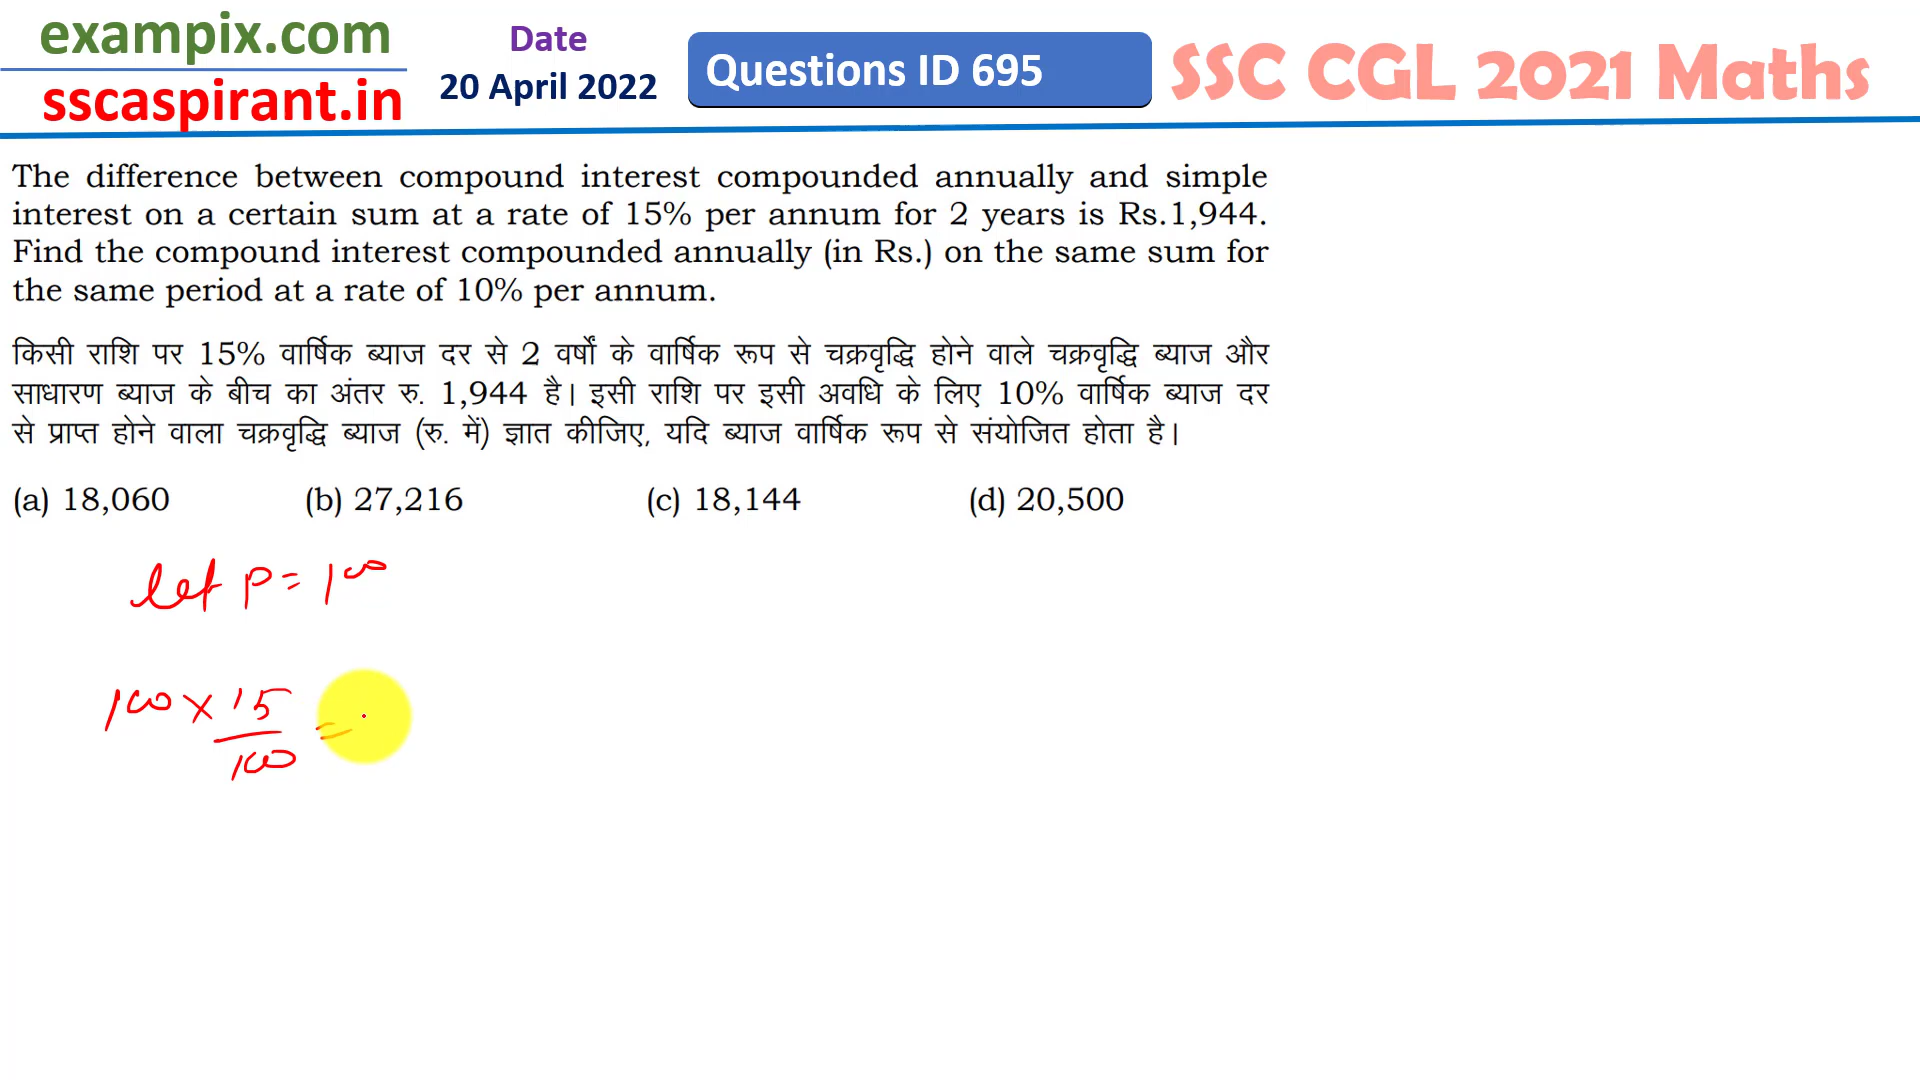 exampix.com
sscaspirant.in
Date
20 April 2022
Questions ID 695
SSC CGL 2021 Maths
The difference between compound interest compounded annually and simple
interest on a certain sum at a rate of 15% per annum for 2 years is Rs.1,944.
Find the compound interest compounded annually (in Rs.) on the same sum for
the same period at a rate of 10% per annum.
किसी राशि पर 15% वार्षिक ब्याज दर से 2 वर्षों के वार्षिक रूप से चक्रवृद्धि होने वाले चक्रवृद्धि ब्याज और
साधारण ब्याज के बीच का अंतर रु. 1,944 है। इसी राशि पर इसी अवधि के लिए 10% वार्षिक ब्याज दर
से प्राप्त होने वाला चक्रवृद्धि ब्याज (रु. में) ज्ञात कीजिए, यदि ब्याज वार्षिक रूप से संयोजित होता है।
(a) 18,060 (b) 27,216 (c) 18,144 (d) 20,500
let P = 100
100 × 15
100 =